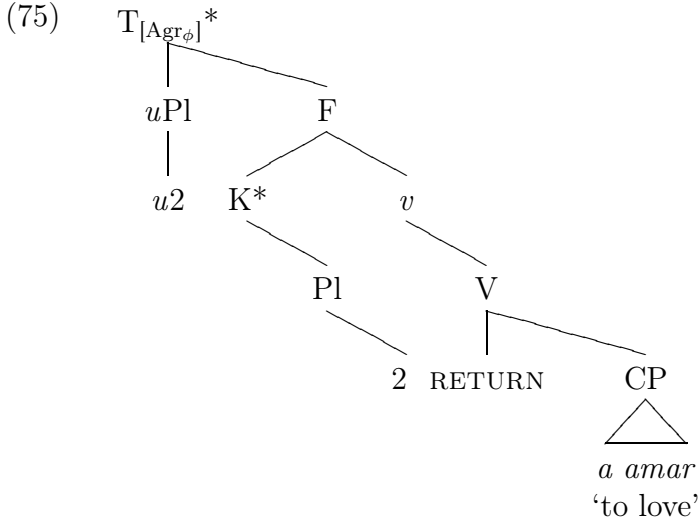 (75) T[Agrϕ]*
uPl F
u2 K* v
Pl V
2 RETURN CP
a amar
‘to love’